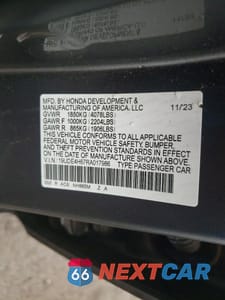 MFD. BY HONDA DEVELOPMENT &
MANUFACTURING OF AMERICA, LLC 11/23
GVWR 1850KG (4078LBS)
GAWR F 1000KG (2204LBS)
GAWR R 865KG (1906LBS)
THIS VEHICLE CONFORMS TO ALL APPLICABLE
FEDERAL MOTOR VEHICLE SAFETY, BUMPER,
AND THEFT PREVENTION STANDARDS IN
EFFECT ON THE DATE OF MANUFACTURE
SHOWN ABOVE.
V.I.N.: 19UDE4H67RA017986
TYPE PASSENGER CAR
66 NEXTCAR